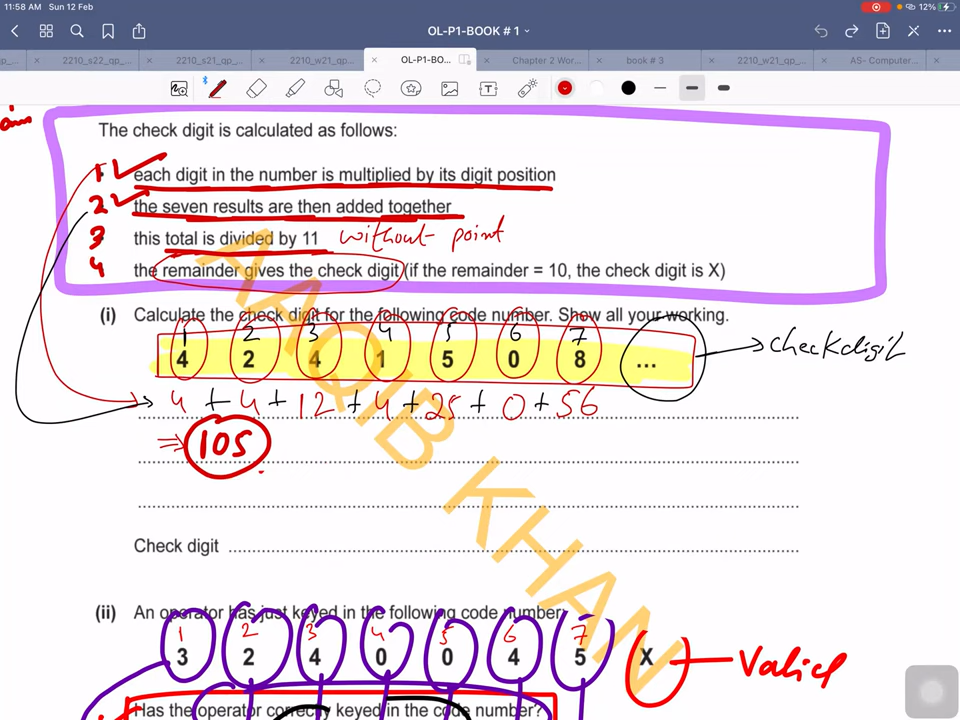 11:58 AM Sun 12 Feb
12%
OL-P1-BOOK # 1
2210_s22_qp_...
2210_s21_qp_...
2210_w21_qp...
OL-P1-BO...
Chapter 2 Wor...
book # 3
2210_w21_qp_...
AS- Computer...
The check digit is calculated as follows:
1 each digit in the number is multiplied by its digit position
2 the seven results are then added together
3 this total is divided by 11 without point
4 the remainder gives the check digit (if the remainder = 10, the check digit is X)
(i) Calculate the check digit for the following code number. Show all your working.
1 2 3 4 5 6 7
4 2 4 1 5 0 8 ... checkdigit
4 + 4 + 12 + 4 + 25 + 0 + 56
⇒ 105
Check digit
(ii) An operator has just keyed in the following code number:
1 2 3 4 5 6 7
3 2 4 0 0 4 5 X Valid
Has the operator correctly keyed in the code number?
AAQIB KHAN